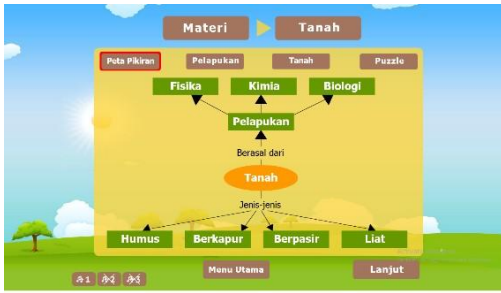 Materi Tanah
Peta Pikiran Pelapukan Tanah Puzzle
Fisika Kimia Biologi
Pelapukan
Berasal dari
Tanah
Jenis-jenis
Humus Berkapur Berpasir Liat
Menu Utama Lanjut